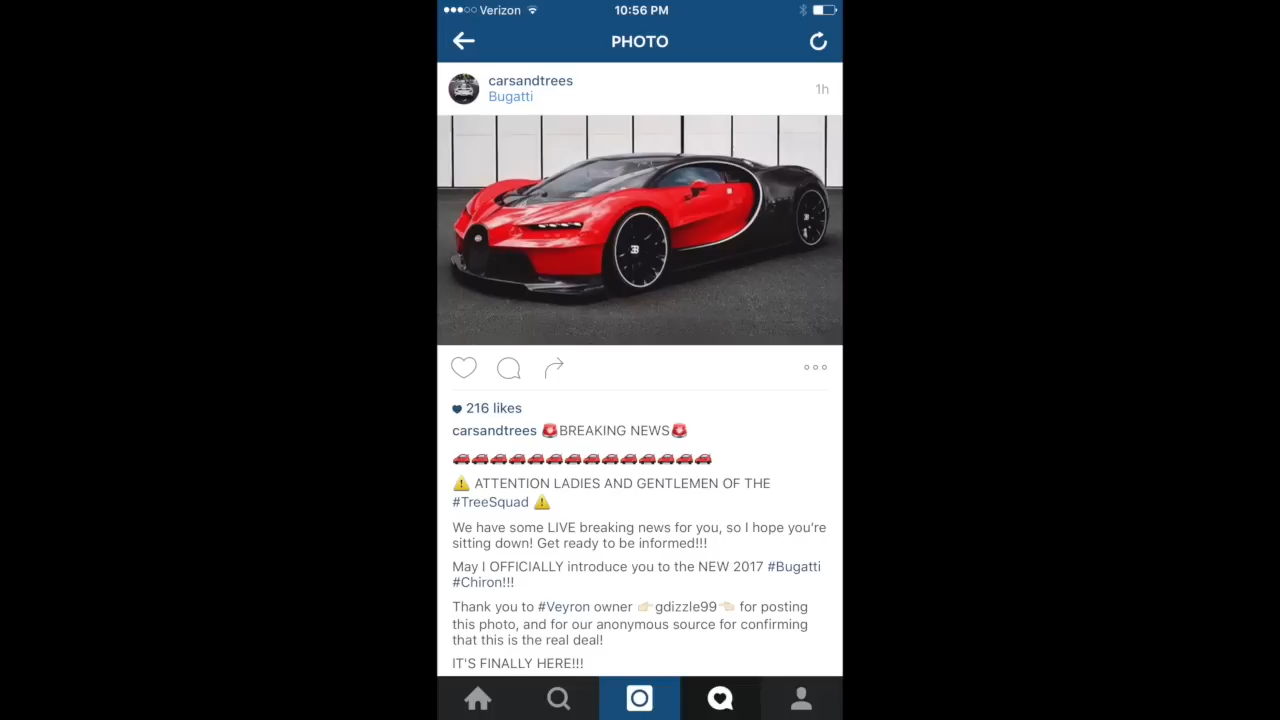 Verizon 10:56 PM
PHOTO
carsandtrees
Bugatti
1h
216 likes
carsandtrees 🚨BREAKING NEWS🚨
🚗🚗🚗🚗🚗🚗🚗🚗🚗🚗🚗🚗🚗🚗
⚠️ ATTENTION LADIES AND GENTLEMEN OF THE
#TreeSquad ⚠️
We have some LIVE breaking news for you, so I hope you're
sitting down! Get ready to be informed!!!
May I OFFICIALLY introduce you to the NEW 2017 #Bugatti
#Chiron!!!
Thank you to #Veyron owner 👉🏻gdizzle99👈🏻 for posting
this photo, and for our anonymous source for confirming
that this is the real deal!
IT'S FINALLY HERE!!!